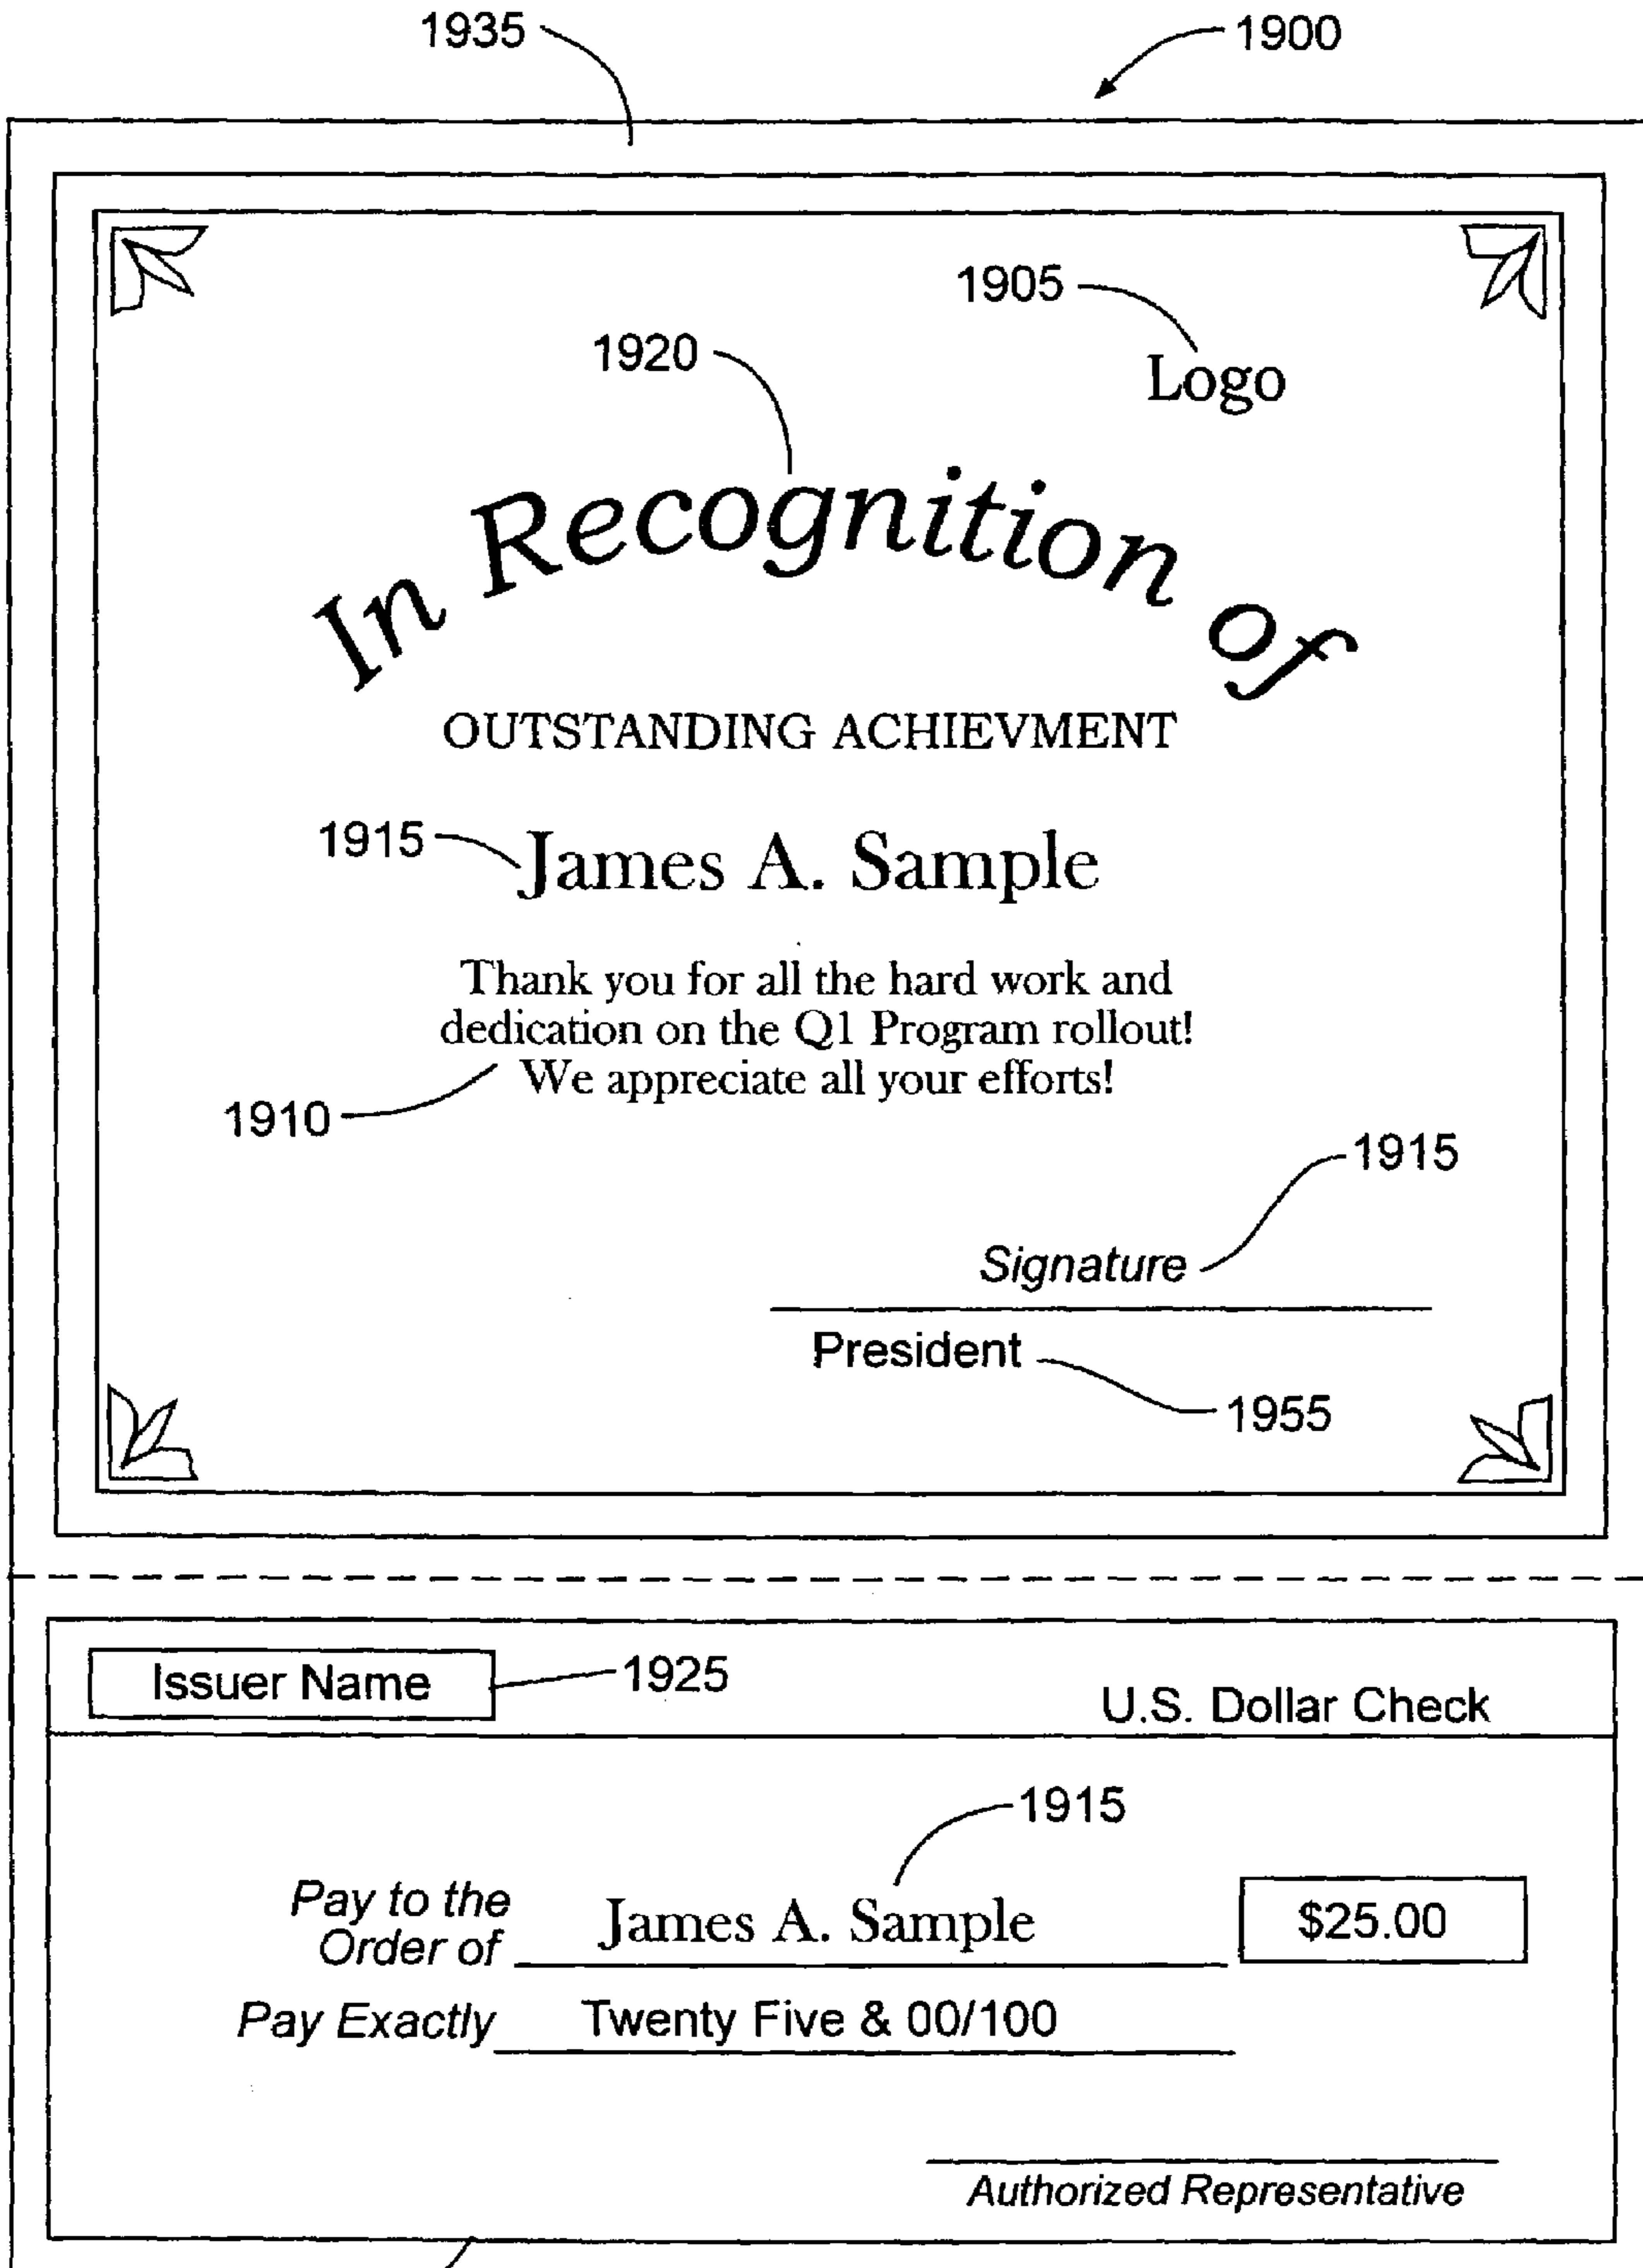 1935
1900
1905
1920
Logo
In Recognition of
OUTSTANDING ACHIEVMENT
1915
James A. Sample
Thank you for all the hard work and
dedication on the Q1 Program rollout!
We appreciate all your efforts!
1910
1915
Signature
President
1955
Issuer Name
1925
U.S. Dollar Check
1915
Pay to the
Order of
James A. Sample
$25.00
Pay Exactly Twenty Five & 00/100
Authorized Representative